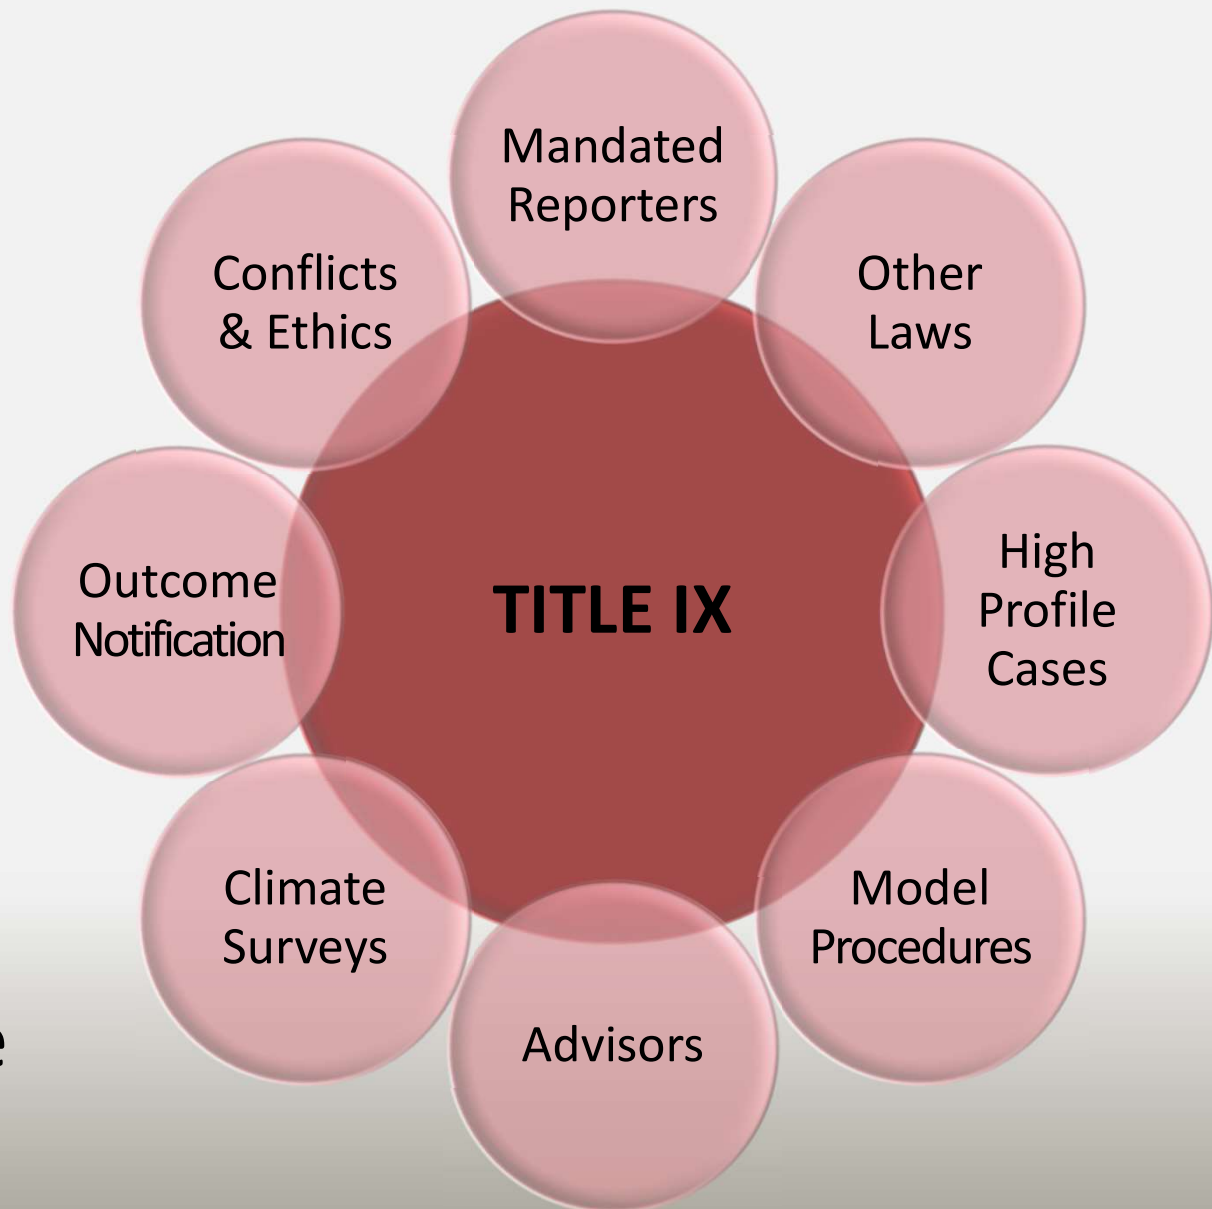 Mandated
Reporters
Other
Laws
High
Profile
Cases
Model
Procedures
Advisors
Climate
Surveys
Outcome
Notification
Conflicts
& Ethics
TITLE IX
e